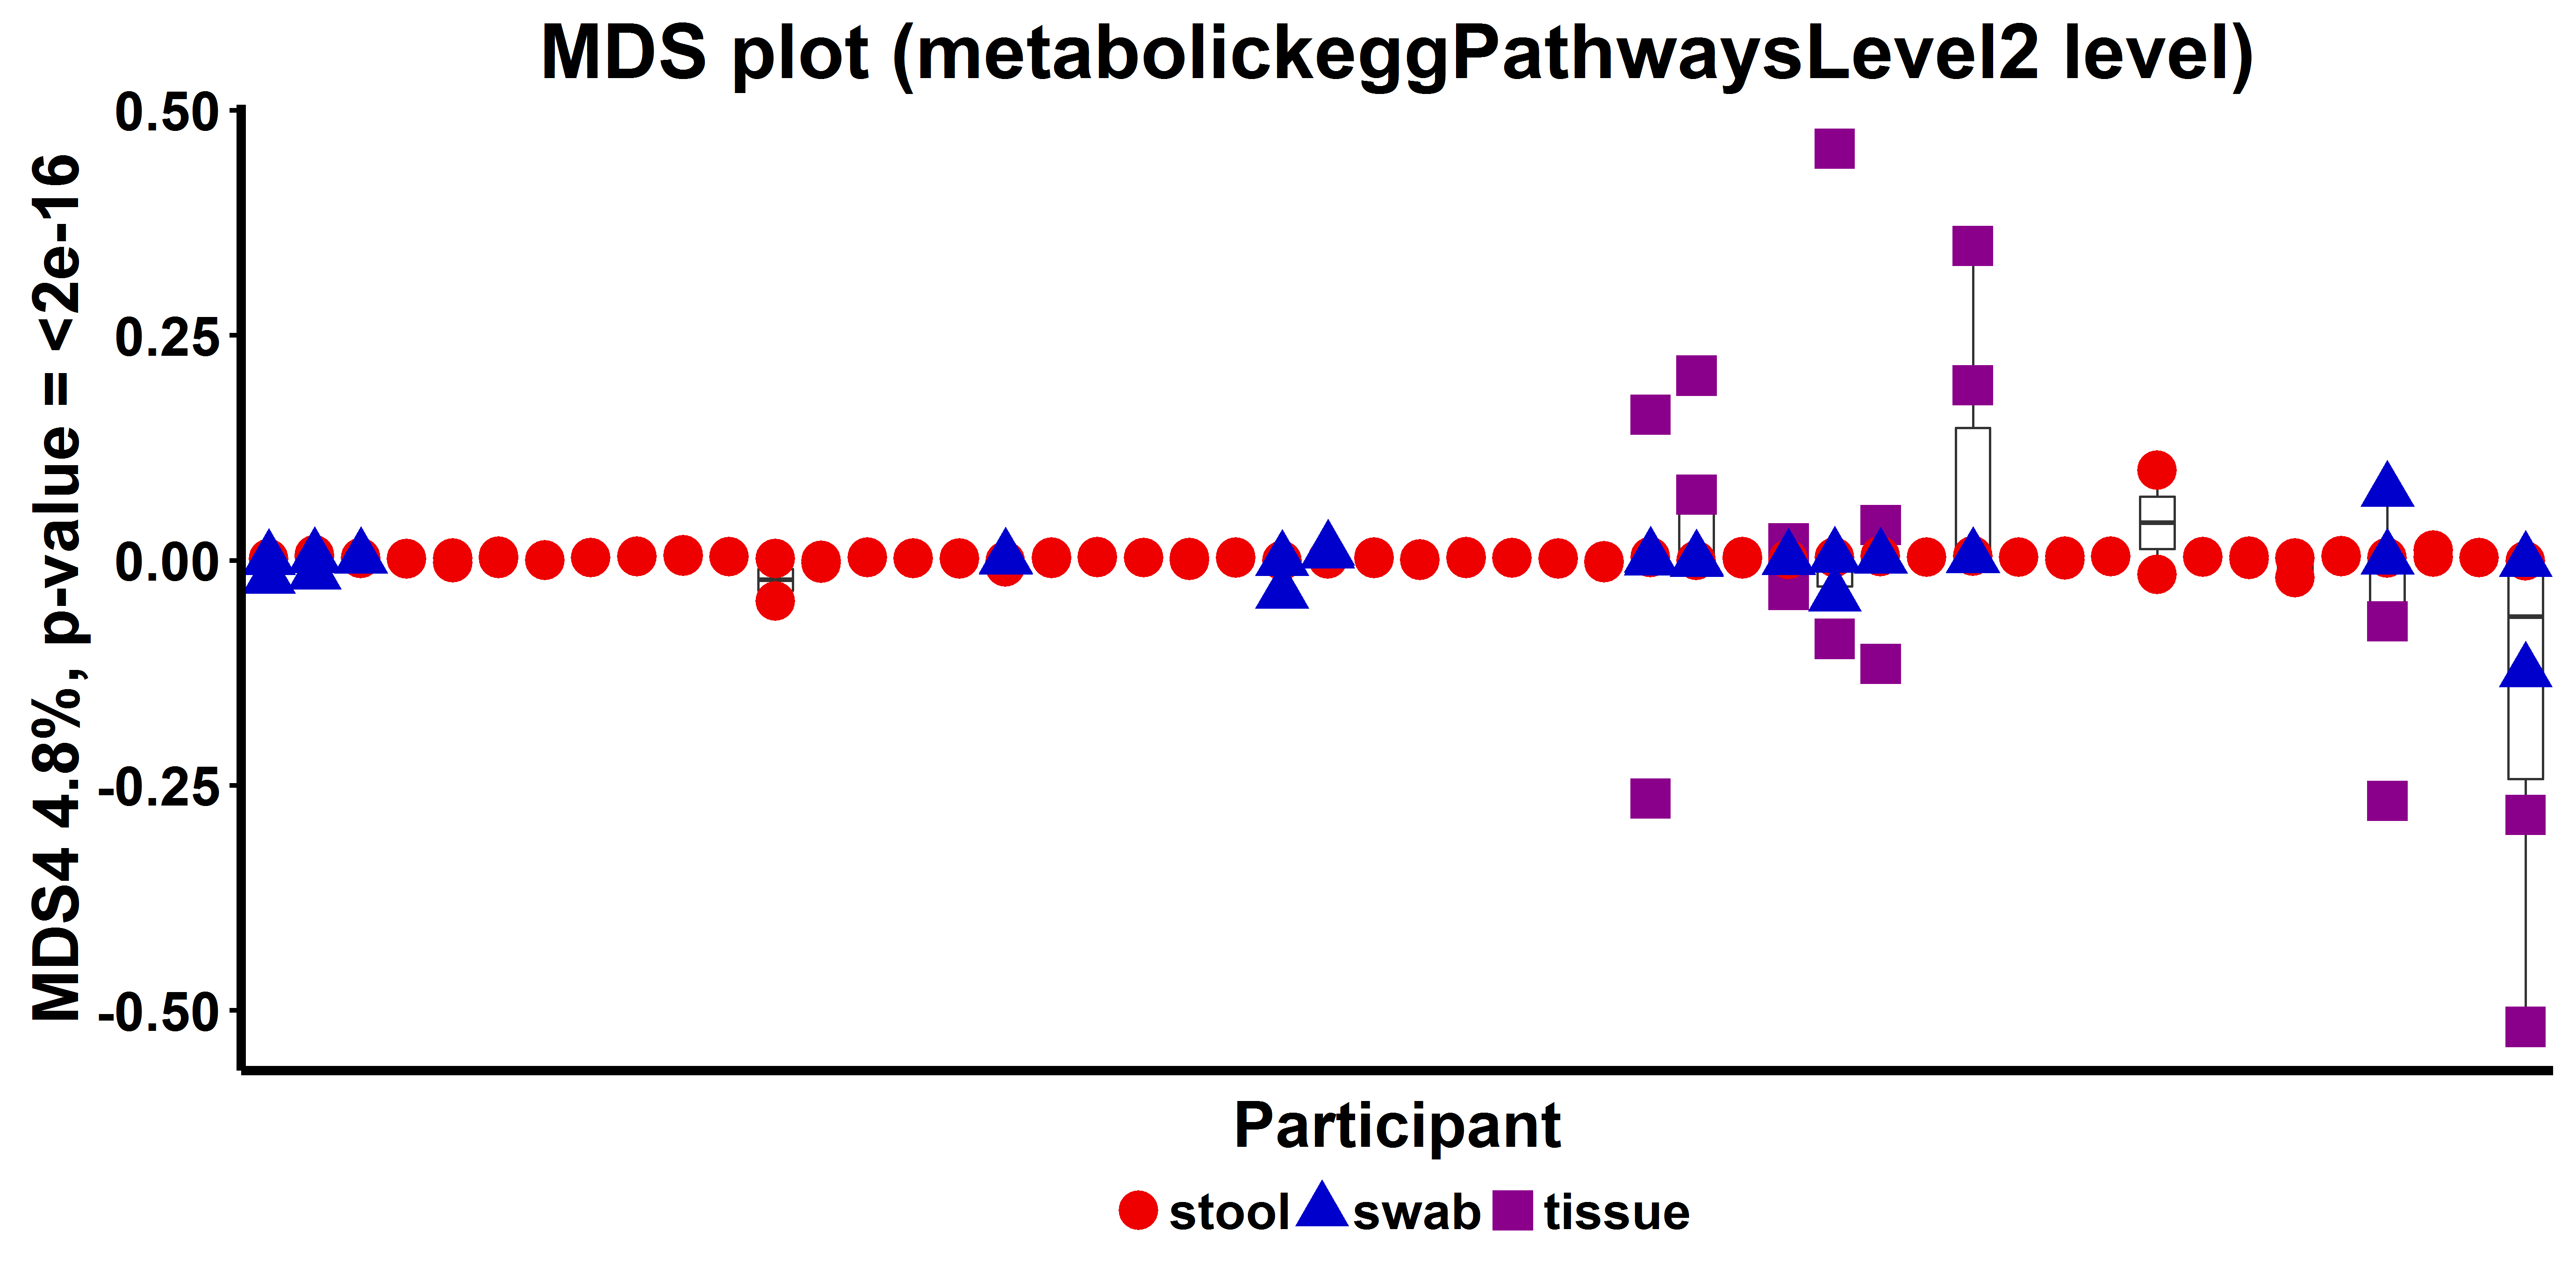 MDS plot (metabolickeggPathwaysLevel2 level)
MDS4 4.8%, p-value = <2e-16
0.50
0.25
0.00
-0.25
-0.50
Participant
stool swab tissue